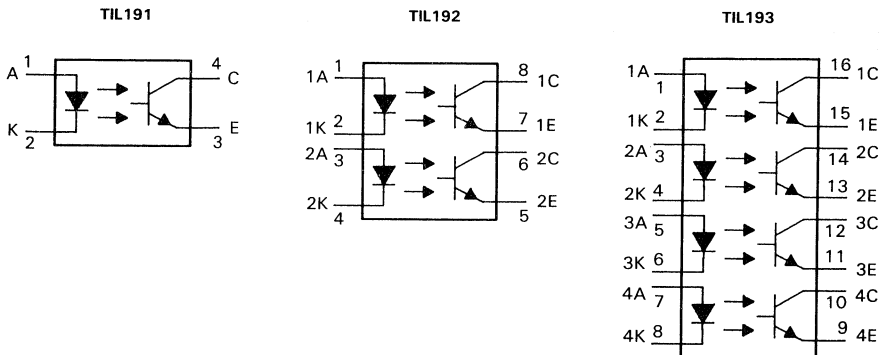 TIL191
A 1
4 C
K 2
E 3
TIL192
1A 1
8 1C
1K 2
7 1E
2A 3
6 2C
2K 4
5 2E
TIL193
1A 1
16 1C
1K 2
15 1E
2A 3
14 2C
2K 4
13 2E
3A 5
12 3C
3K 6
11 3E
4A 7
10 4C
4K 8
9 4E